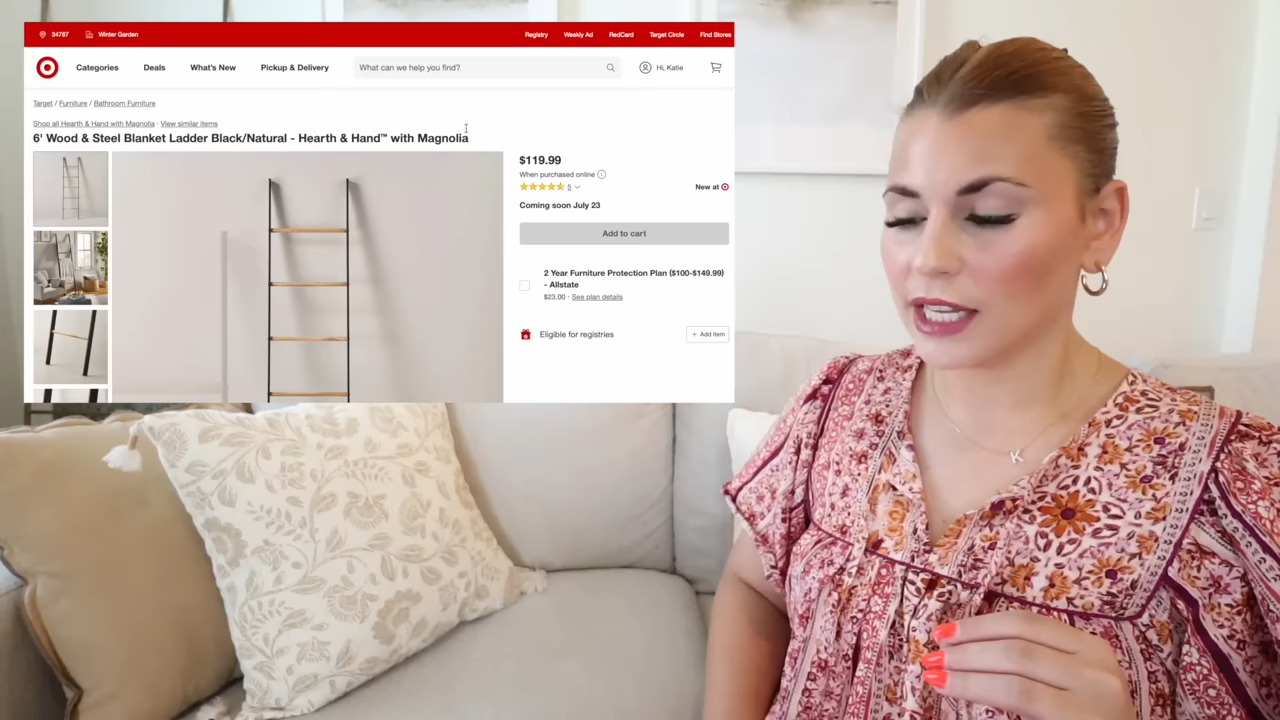 34787
Winter Garden
Registry
Weekly Ad
RedCard
Target Circle
Find Stores
Categories
Deals
What's New
Pickup & Delivery
What can we help you find?
Hi, Katie
Target / Furniture / Bathroom Furniture
Shop all Hearth & Hand with Magnolia · View similar items
6' Wood & Steel Blanket Ladder Black/Natural - Hearth & Hand™ with Magnolia
$119.99
When purchased online
5
New at
Coming soon July 23
Add to cart
2 Year Furniture Protection Plan ($100-$149.99)
- Allstate
$23.00 · See plan details
Eligible for registries
+ Add item
K